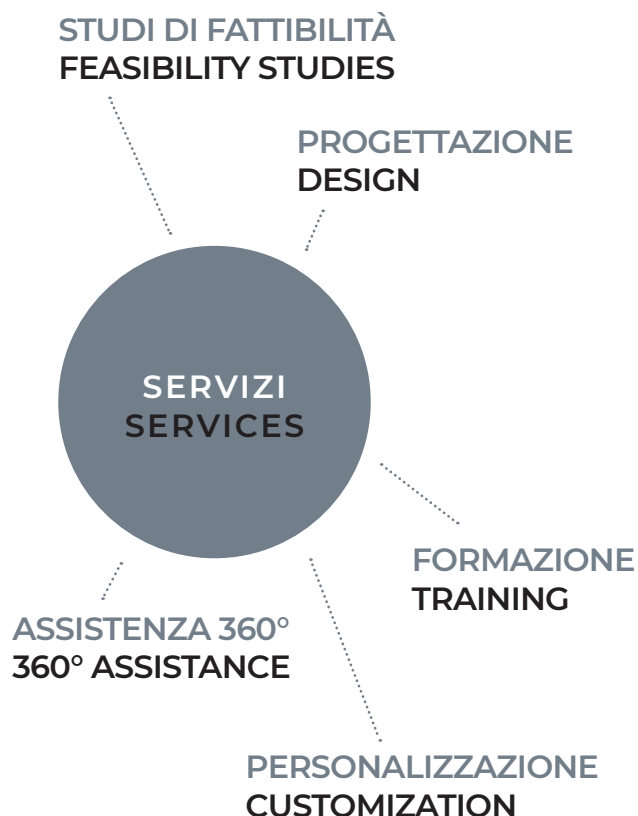 STUDI DI FATTIBILITÀ
FEASIBILITY STUDIES
PROGETTAZIONE
DESIGN
SERVIZI
SERVICES
FORMAZIONE
TRAINING
ASSISTENZA 360°
360° ASSISTANCE
PERSONALIZZAZIONE
CUSTOMIZATION